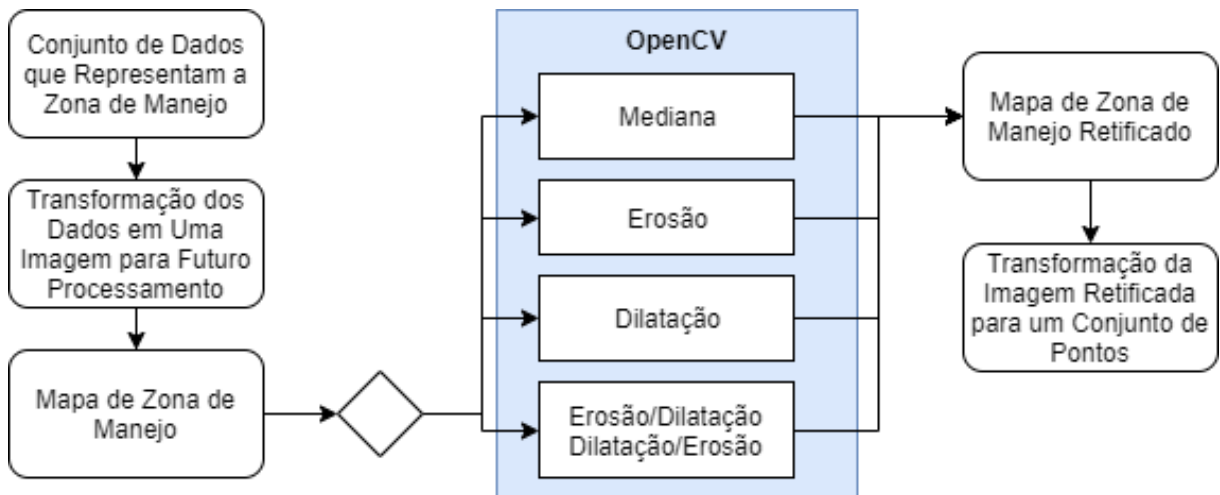 Conjunto de Dados
que Representam a
Zona de Manejo
Transformação dos
Dados em Uma
Imagem para Futuro
Processamento
Mapa de Zona de
Manejo
OpenCV
Mediana
Erosão
Dilatação
Erosão/Dilatação
Dilatação/Erosão
Mapa de Zona de
Manejo Retificado
Transformação da
Imagem Retificada
para um Conjunto de
Pontos